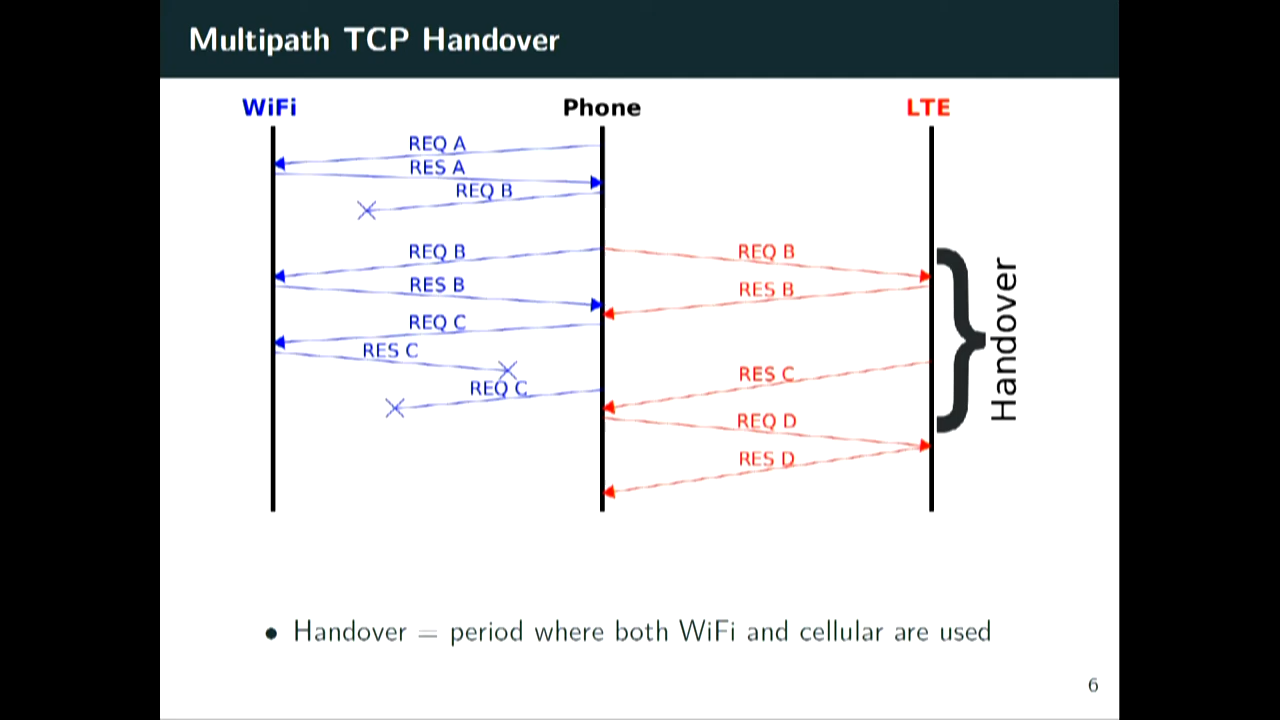 Multipath TCP Handover
WiFi
Phone
LTE
REQ A
RES A
REQ B
REQ B
REQ B
RES B
RES B
REQ C
RES C
RES C
REQ C
REQ D
RES D
Handover
• Handover = period where both WiFi and cellular are used
6